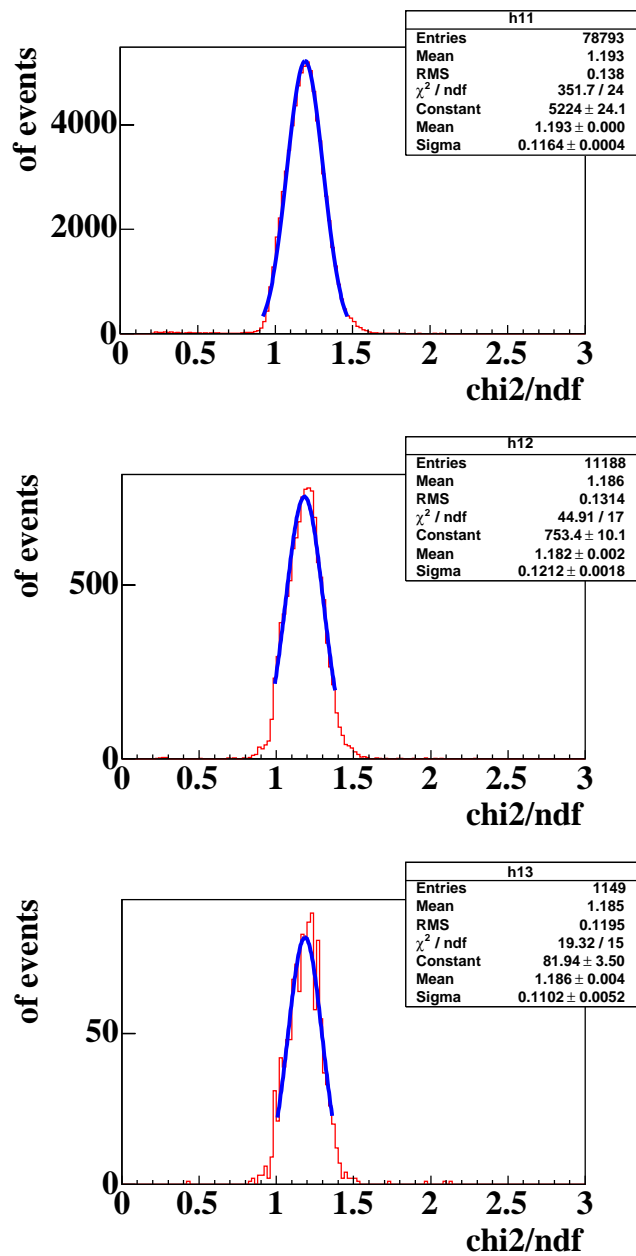 h11
Entries 78793
Mean 1.193
RMS 0.138
χ² / ndf 351.7 / 24
Constant 5224 ± 24.1
Mean 1.193 ± 0.000
Sigma 0.1164 ± 0.0004
of events
4000
2000
0
0 0.5 1 1.5 2 2.5 3
chi2/ndf
h12
Entries 11188
Mean 1.186
RMS 0.1314
χ² / ndf 44.91 / 17
Constant 753.4 ± 10.1
Mean 1.182 ± 0.002
Sigma 0.1212 ± 0.0018
of events
500
0
0 0.5 1 1.5 2 2.5 3
chi2/ndf
h13
Entries 1149
Mean 1.185
RMS 0.1195
χ² / ndf 19.32 / 15
Constant 81.94 ± 3.50
Mean 1.186 ± 0.004
Sigma 0.1102 ± 0.0052
of events
50
0
0 0.5 1 1.5 2 2.5 3
chi2/ndf